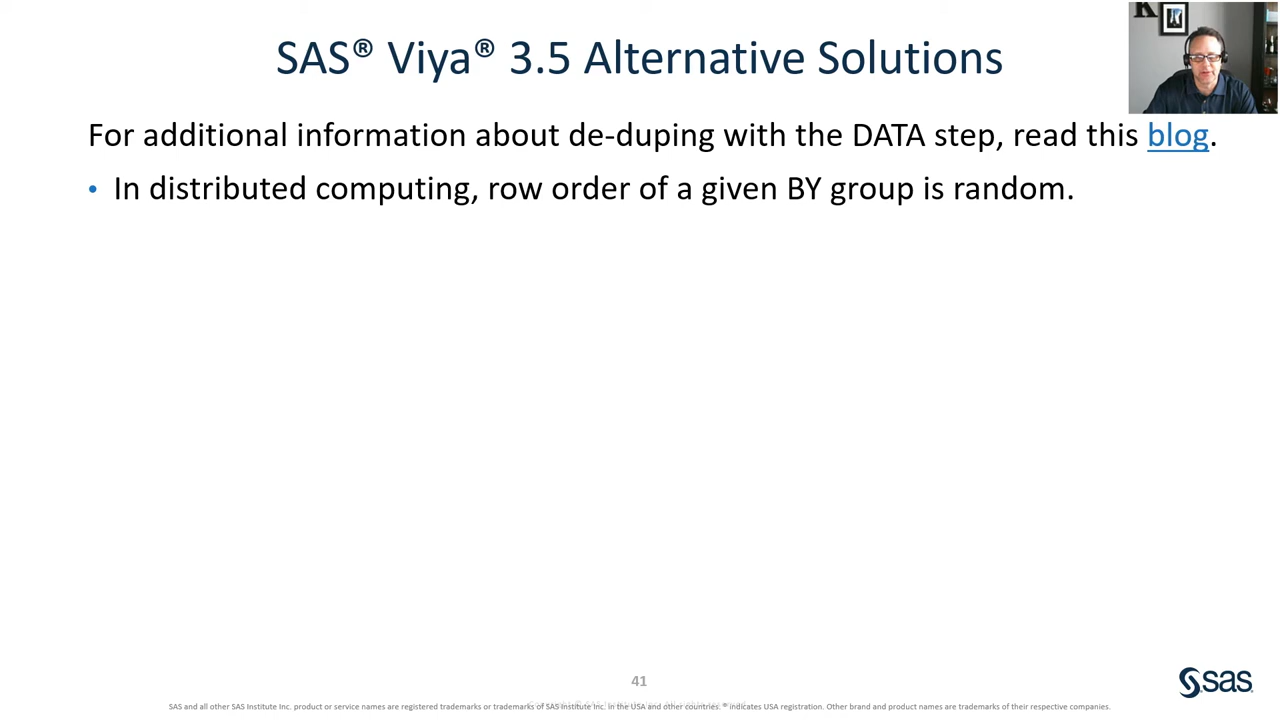 SAS® Viya® 3.5 Alternative Solutions
For additional information about de-duping with the DATA step, read this blog.
• In distributed computing, row order of a given BY group is random.
41
sas
SAS and all other SAS Institute Inc. product or service names are registered trademarks or trademarks of SAS Institute Inc. in the USA and other countries. ® indicates USA registration. Other brand and product names are trademarks of their respective companies.